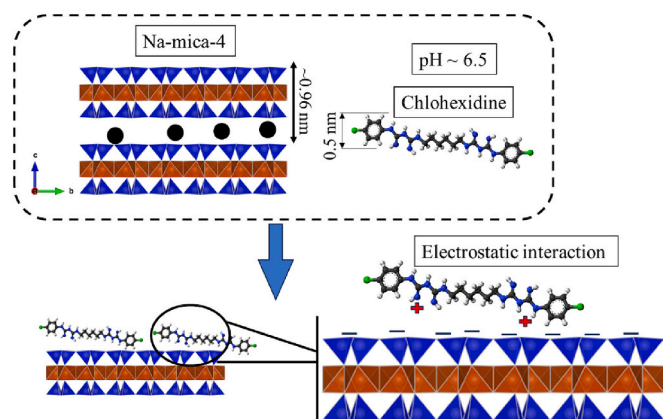 Na-mica-4
pH ~ 6.5
~0.96 nm
Chlohexidine
0.5 nm
c
b
Electrostatic interaction